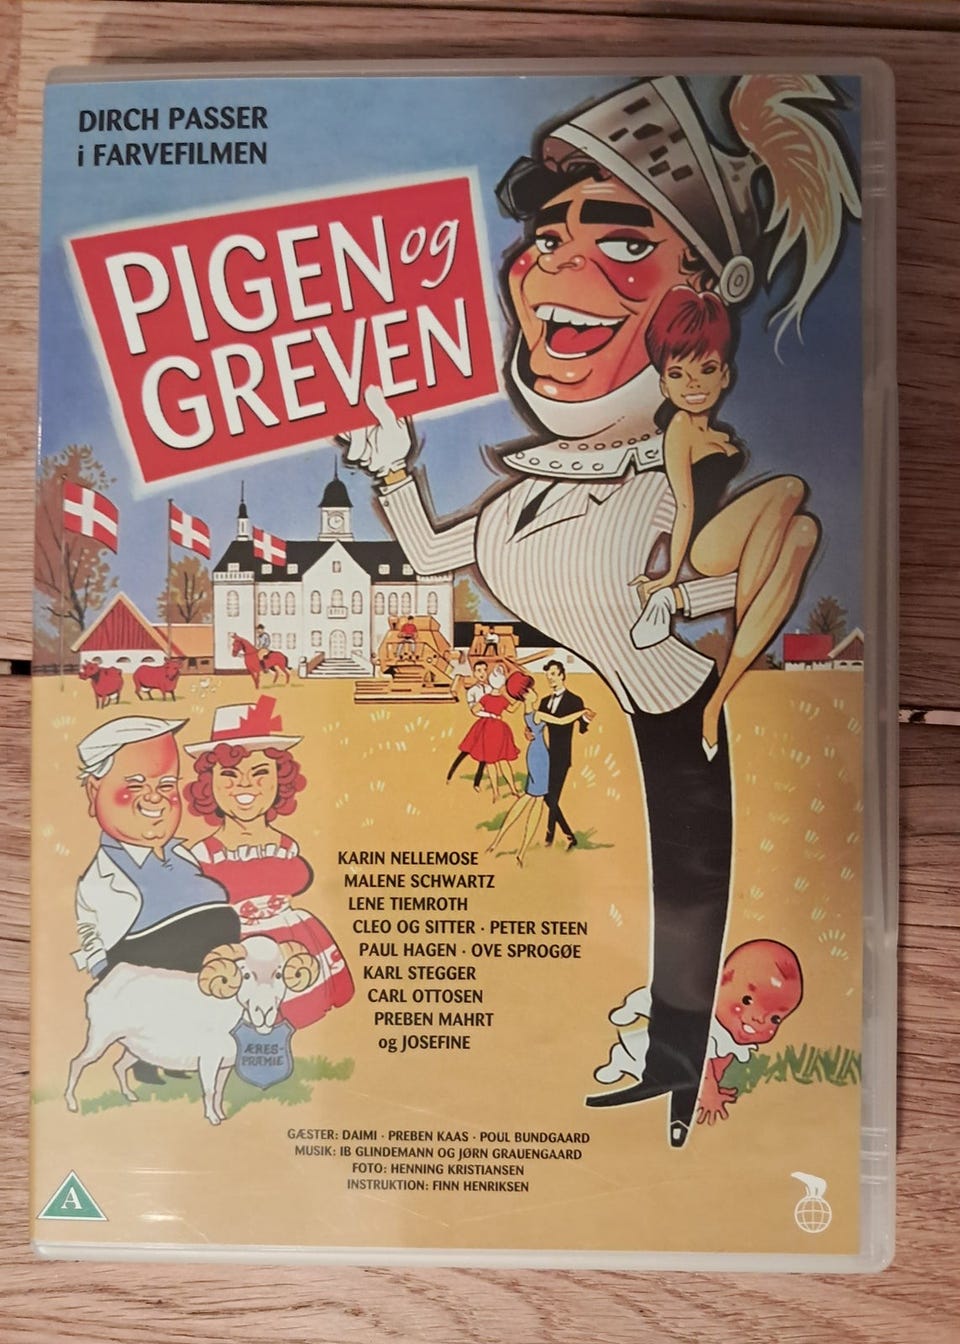 DIRCH PASSER
i FARVEFILMEN
PIGEN og
GREVEN
KARIN NELLEMOSE
MALENE SCHWARTZ
LENE TIEMROTH
CLEO OG SITTER · PETER STEEN
PAUL HAGEN · OVE SPROGØE
KARL STEGGER
CARL OTTOSEN
PREBEN MAHRT
og JOSEFINE
ÆRES-
PRÆMIE
GÆSTER: DAIMI · PREBEN KAAS · POUL BUNDGAARD
MUSIK: IB GLINDEMANN OG JØRN GRAUENGAARD
FOTO: HENNING KRISTIANSEN
INSTRUKTION: FINN HENRIKSEN
A